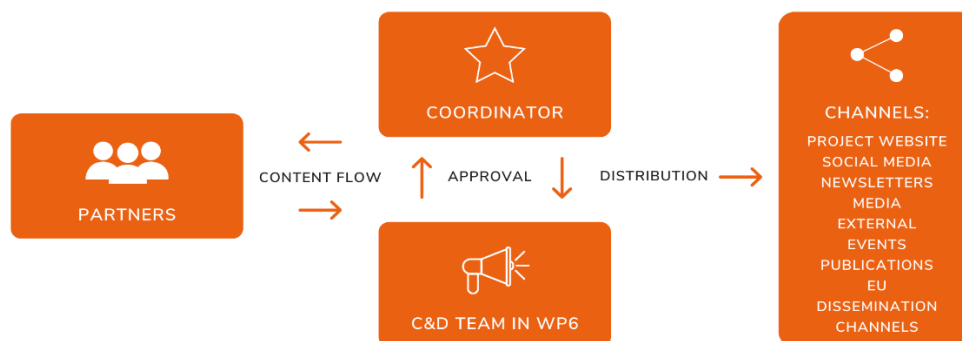 COORDINATOR
PARTNERS
CONTENT FLOW
APPROVAL
DISTRIBUTION
C&D TEAM IN WP6
CHANNELS:
PROJECT WEBSITE
SOCIAL MEDIA
NEWSLETTERS
MEDIA
EXTERNAL
EVENTS
PUBLICATIONS
EU
DISSEMINATION
CHANNELS